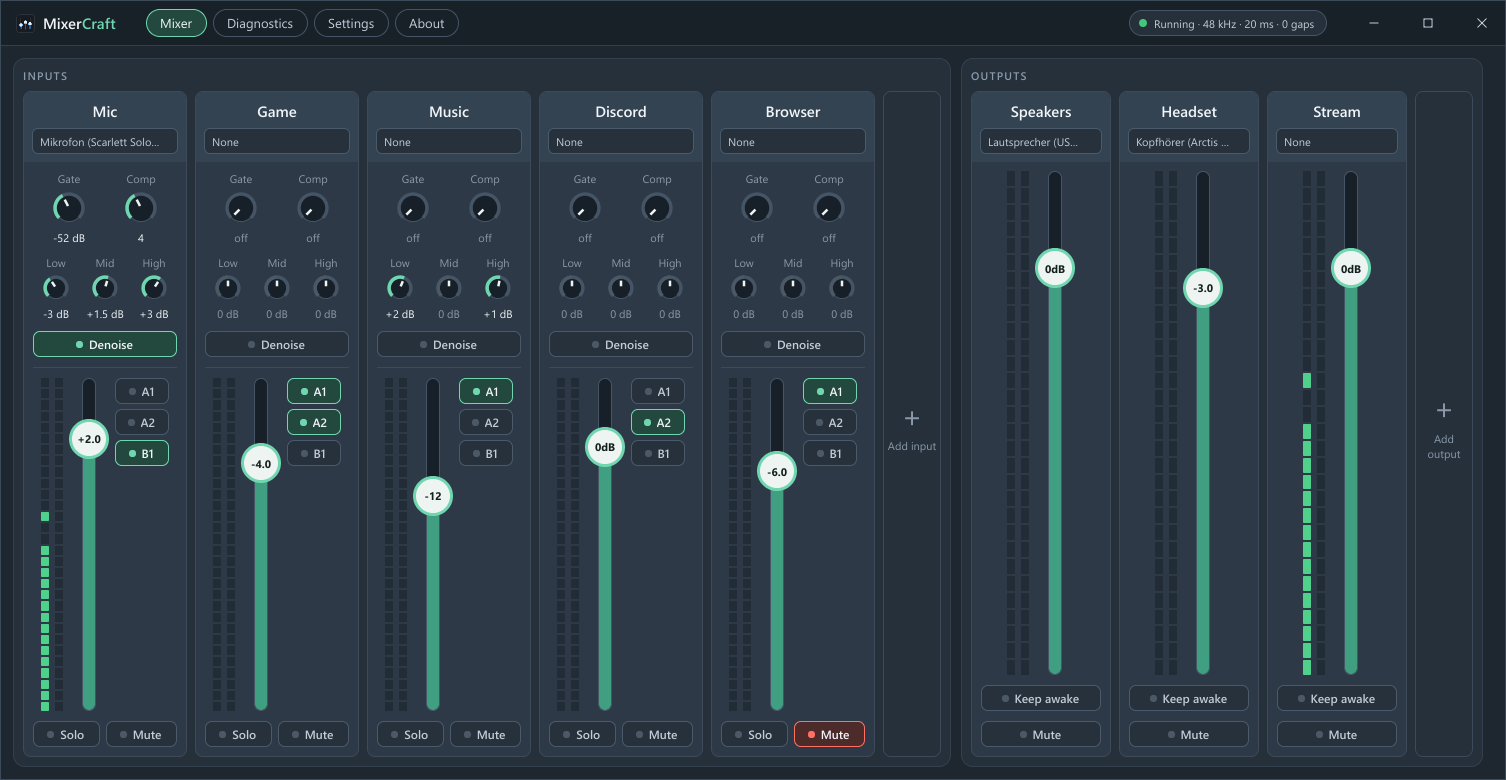 MixerCraft
Mixer
Diagnostics
Settings
About
Running · 48 kHz · 20 ms · 0 gaps
INPUTS
Mic
Mikrofon (Scarlett Solo...
Gate
Comp
-52 dB
4
Low
Mid
High
-3 dB
+1.5 dB
+3 dB
Denoise
A1
A2
B1
+2.0
Solo
Mute
Game
None
Gate
Comp
off
off
Low
Mid
High
0 dB
0 dB
0 dB
Denoise
A1
A2
B1
-4.0
Solo
Mute
Music
None
Gate
Comp
off
off
Low
Mid
High
+2 dB
0 dB
+1 dB
Denoise
A1
A2
B1
-12
Solo
Mute
Discord
None
Gate
Comp
off
off
Low
Mid
High
0 dB
0 dB
0 dB
Denoise
A1
A2
B1
0dB
Solo
Mute
Browser
None
Gate
Comp
off
off
Low
Mid
High
0 dB
0 dB
0 dB
Denoise
A1
A2
B1
-6.0
Solo
Mute
+
Add input
OUTPUTS
Speakers
Lautsprecher (US...
0dB
Keep awake
Mute
Headset
Kopfhörer (Arctis ...
-3.0
Keep awake
Mute
Stream
None
0dB
Keep awake
Mute
+
Add
output